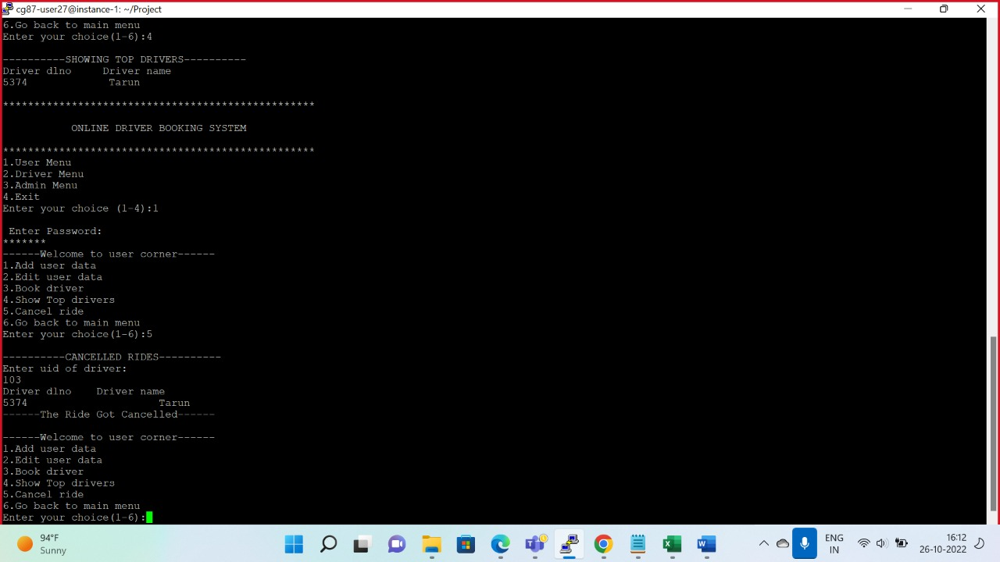 cg87-user27@instance-1: ~/Project
6.Go back to main menu
Enter your choice(1-6):4
----------SHOWING TOP DRIVERS----------
Driver dlno     Driver name
5374             Tarun
**************************************************
ONLINE DRIVER BOOKING SYSTEM
**************************************************
1.User Menu
2.Driver Menu
3.Admin Menu
4.Exit
Enter your choice (1-4):1
Enter Password:
*******
------Welcome to user corner------
1.Add user data
2.Edit user data
3.Book driver
4.Show Top drivers
5.Cancel ride
6.Go back to main menu
Enter your choice(1-6):5
----------CANCELLED RIDES----------
Enter uid of driver:
103
Driver dlno    Driver name
5374                     Tarun
------The Ride Got Cancelled------
------Welcome to user corner------
1.Add user data
2.Edit user data
3.Book driver
4.Show Top drivers
5.Cancel ride
6.Go back to main menu
Enter your choice(1-6):
94°F
Sunny
ENG
IN
16:12
26-10-2022